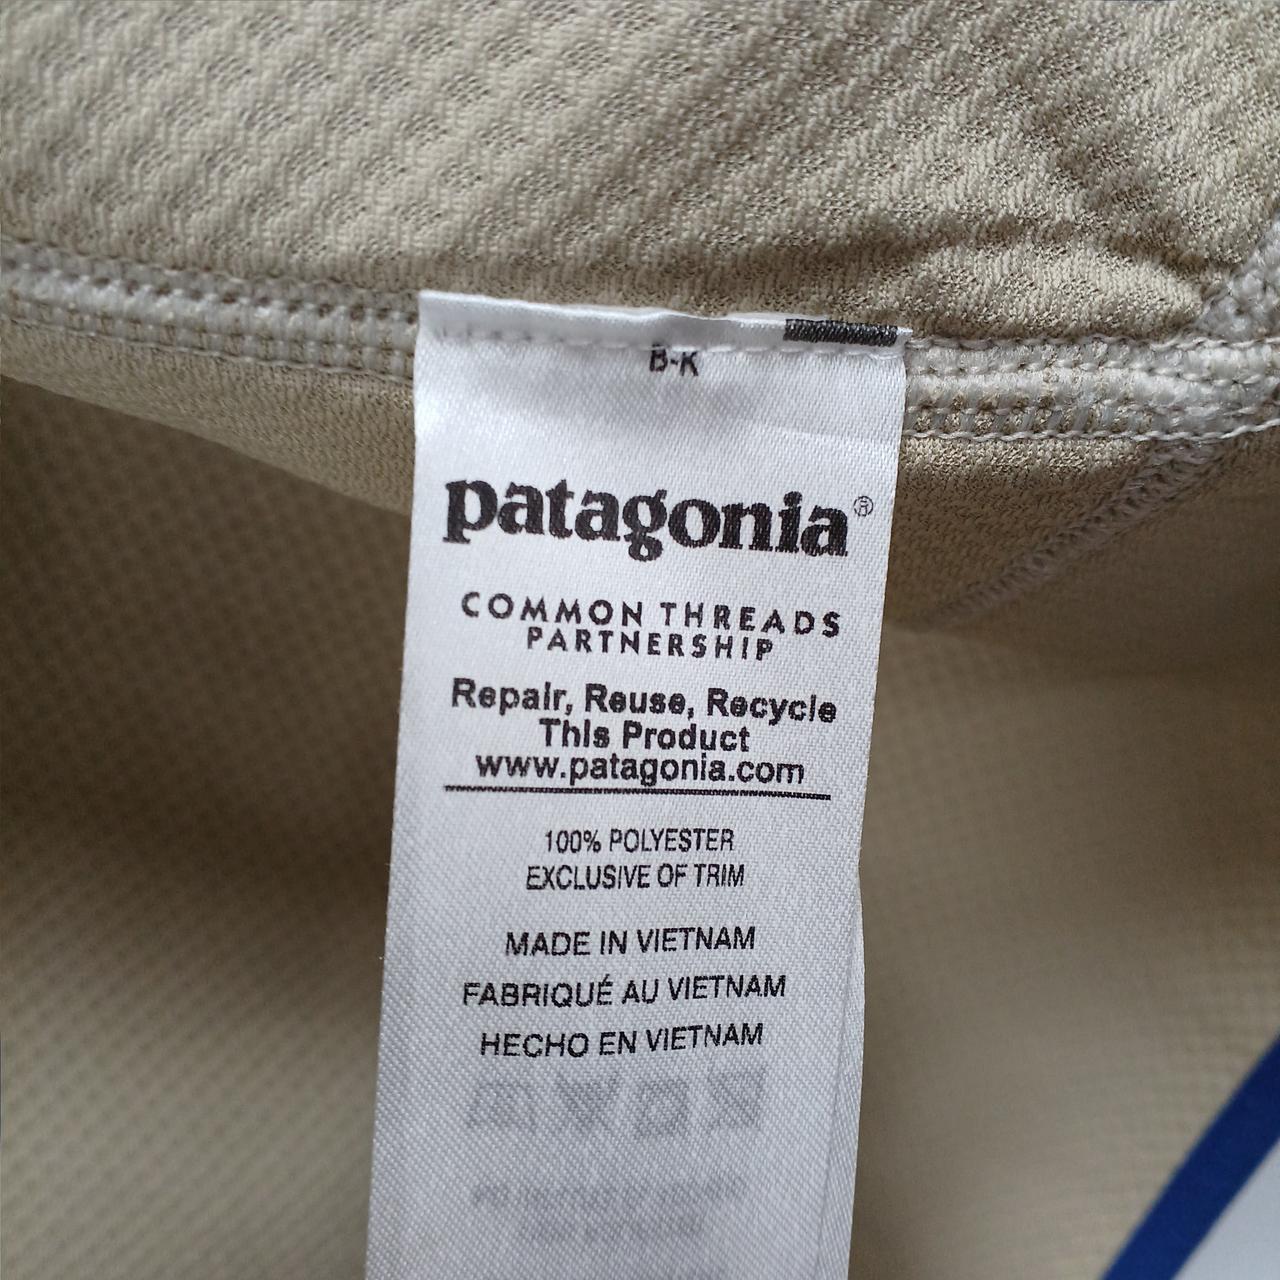 B-K
patagonia®
COMMON THREADS
PARTNERSHIP
Repair, Reuse, Recycle
This Product
www.patagonia.com
100% POLYESTER
EXCLUSIVE OF TRIM
MADE IN VIETNAM
FABRIQUÉ AU VIETNAM
HECHO EN VIETNAM